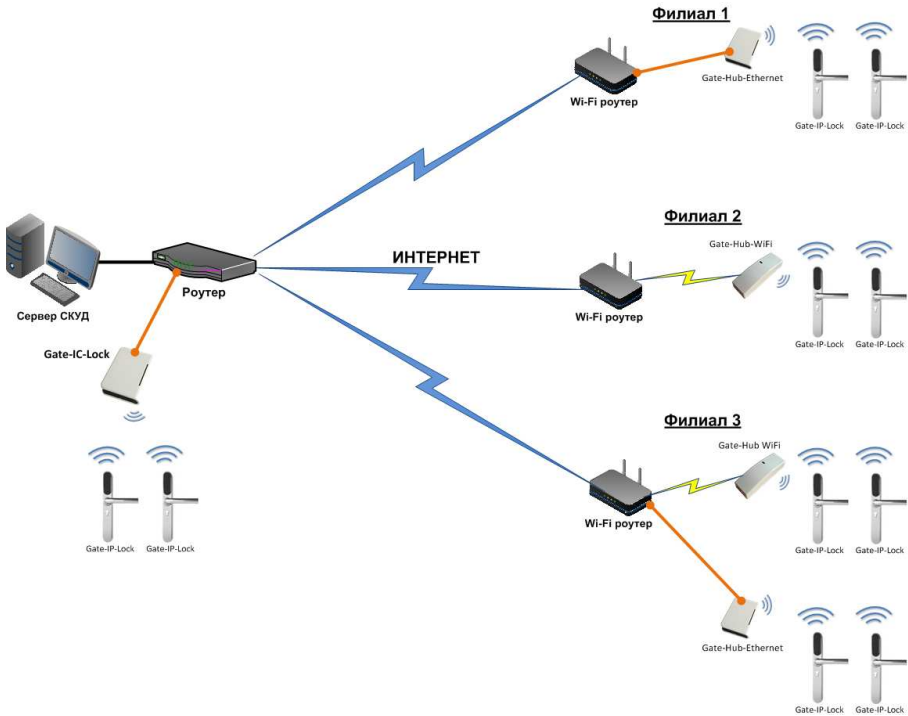 Филиал 1
Gate-Hub-Ethernet
Wi-Fi роутер
Gate-IP-Lock
Gate-IP-Lock
Филиал 2
Gate-Hub-WiFi
ИНТЕРНЕТ
Роутер
Wi-Fi роутер
Сервер СКУД
Gate-IP-Lock
Gate-IP-Lock
Gate-IC-Lock
Филиал 3
Gate-Hub WiFi
Wi-Fi роутер
Gate-IP-Lock
Gate-IP-Lock
Gate-IP-Lock
Gate-IP-Lock
Gate-Hub-Ethernet
Gate-IP-Lock
Gate-IP-Lock